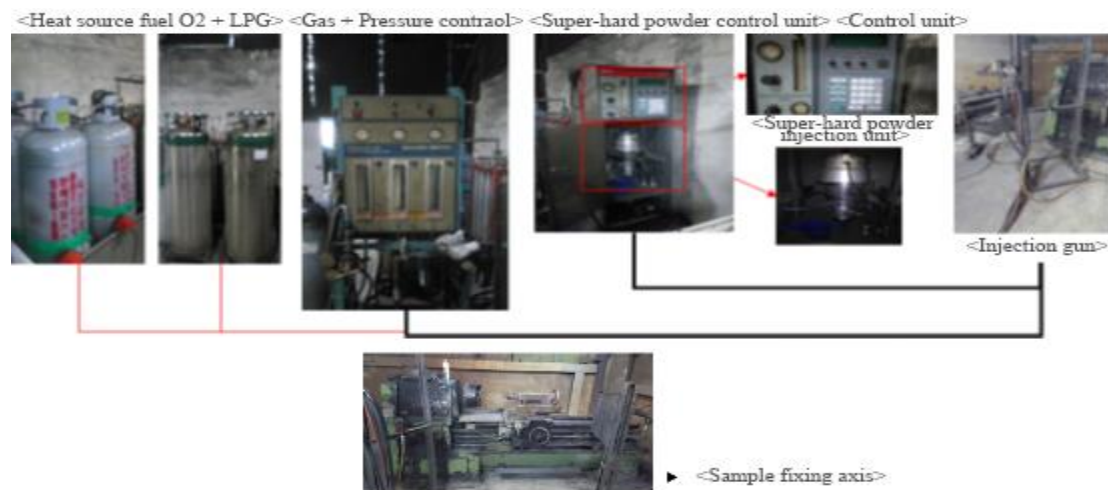 <Heat source fuel O2 + LPG> <Gas + Pressure contraol> <Super-hard powder control unit> <Control unit>
<Super-hard powder
injection unit>
<Injection gun>
► <Sample fixing axis>